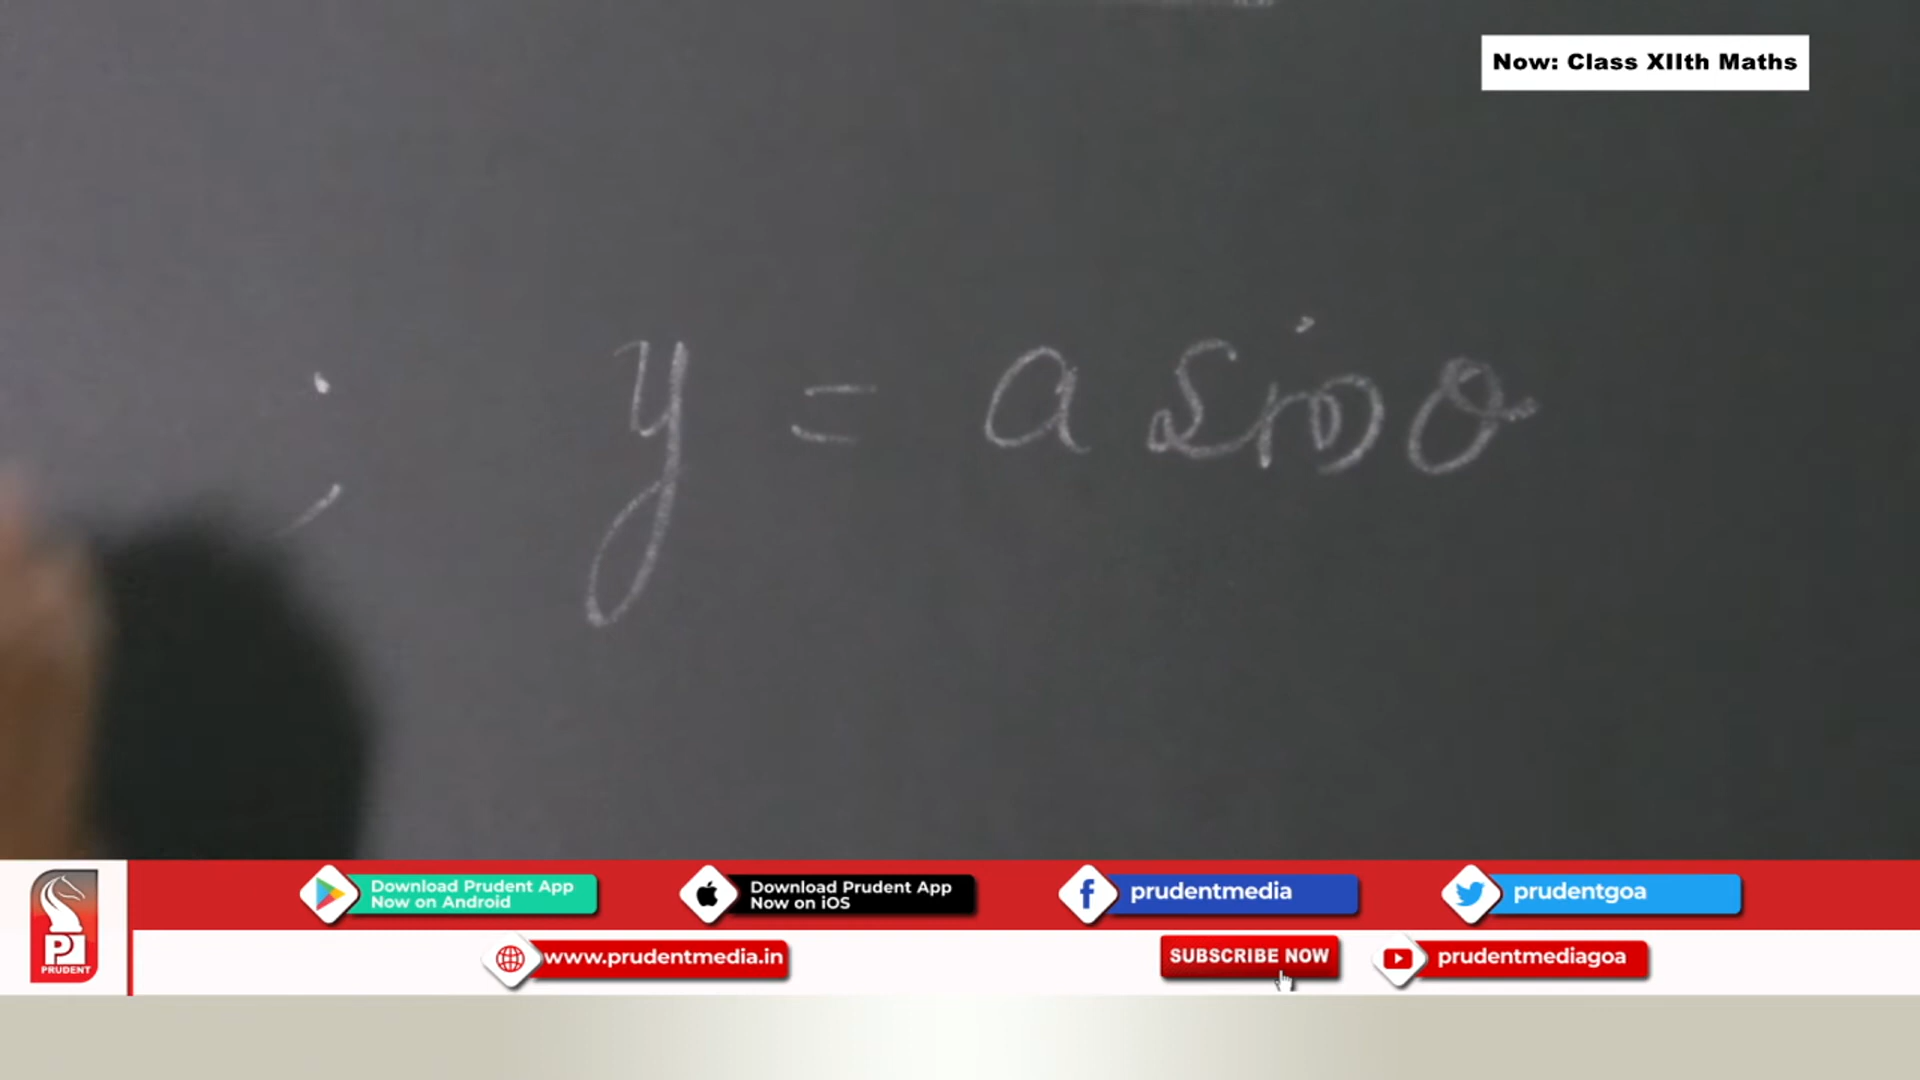 Now: Class XIIth Maths
; y = a sin θ
Download Prudent App
Now on Android
Download Prudent App
Now on iOS
prudentmedia
prudentgoa
PRUDENT
www.prudentmedia.in
SUBSCRIBE NOW
prudentmediagoa